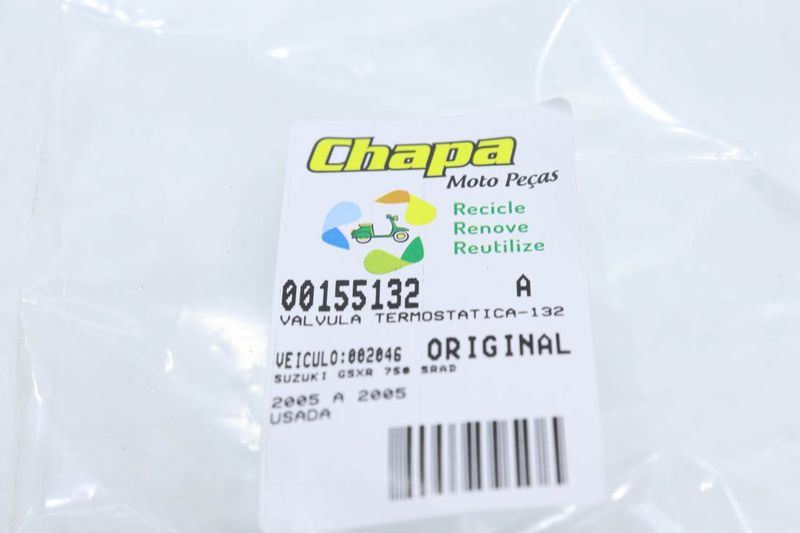 Chapa
Moto Peças
Recicle
Renove
Reutilize
00155132 A
VALVULA TERMOSTATICA-132
VEICULO:002046 ORIGINAL
SUZUKI GSXR 750 SRAD
2005 A 2005
USADA